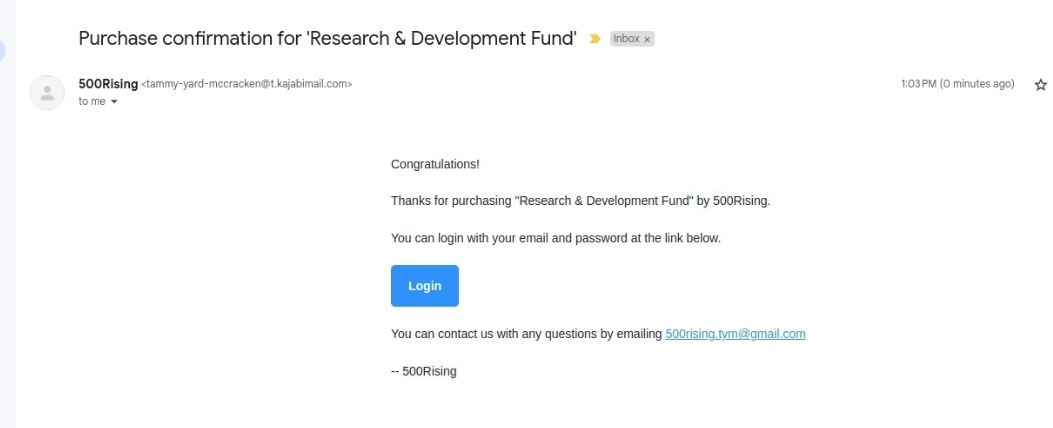 Purchase confirmation for 'Research & Development Fund' Inbox ×
500Rising <tammy-yard-mccracken@t.kajabimail.com> 1:03 PM (0 minutes ago)
to me
Congratulations!
Thanks for purchasing "Research & Development Fund" by 500Rising.
You can login with your email and password at the link below.
Login
You can contact us with any questions by emailing 500rising.tym@gmail.com
-- 500Rising